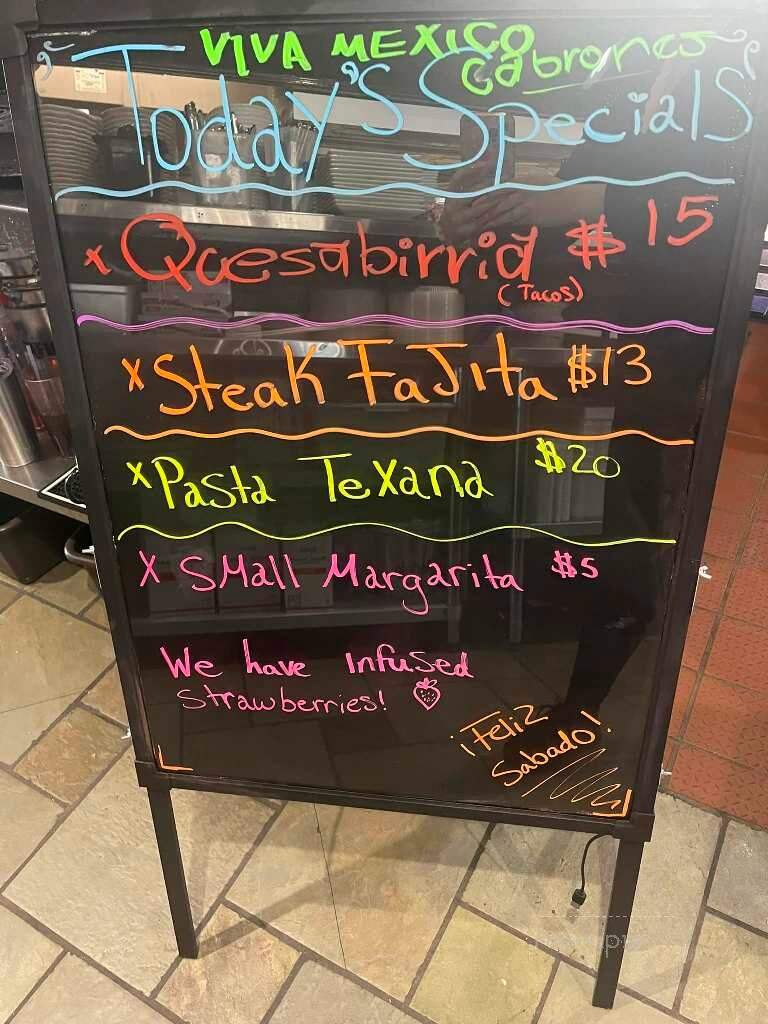 VIVA MEXICO
Cabrones
Today's Specials
x Quesabirria $15
(Tacos)
x Steak FaJita $13
x Pasta Texana $20
x SMall Margarita $5
We have Infused
Strawberries!
¡Feliz
Sabado!